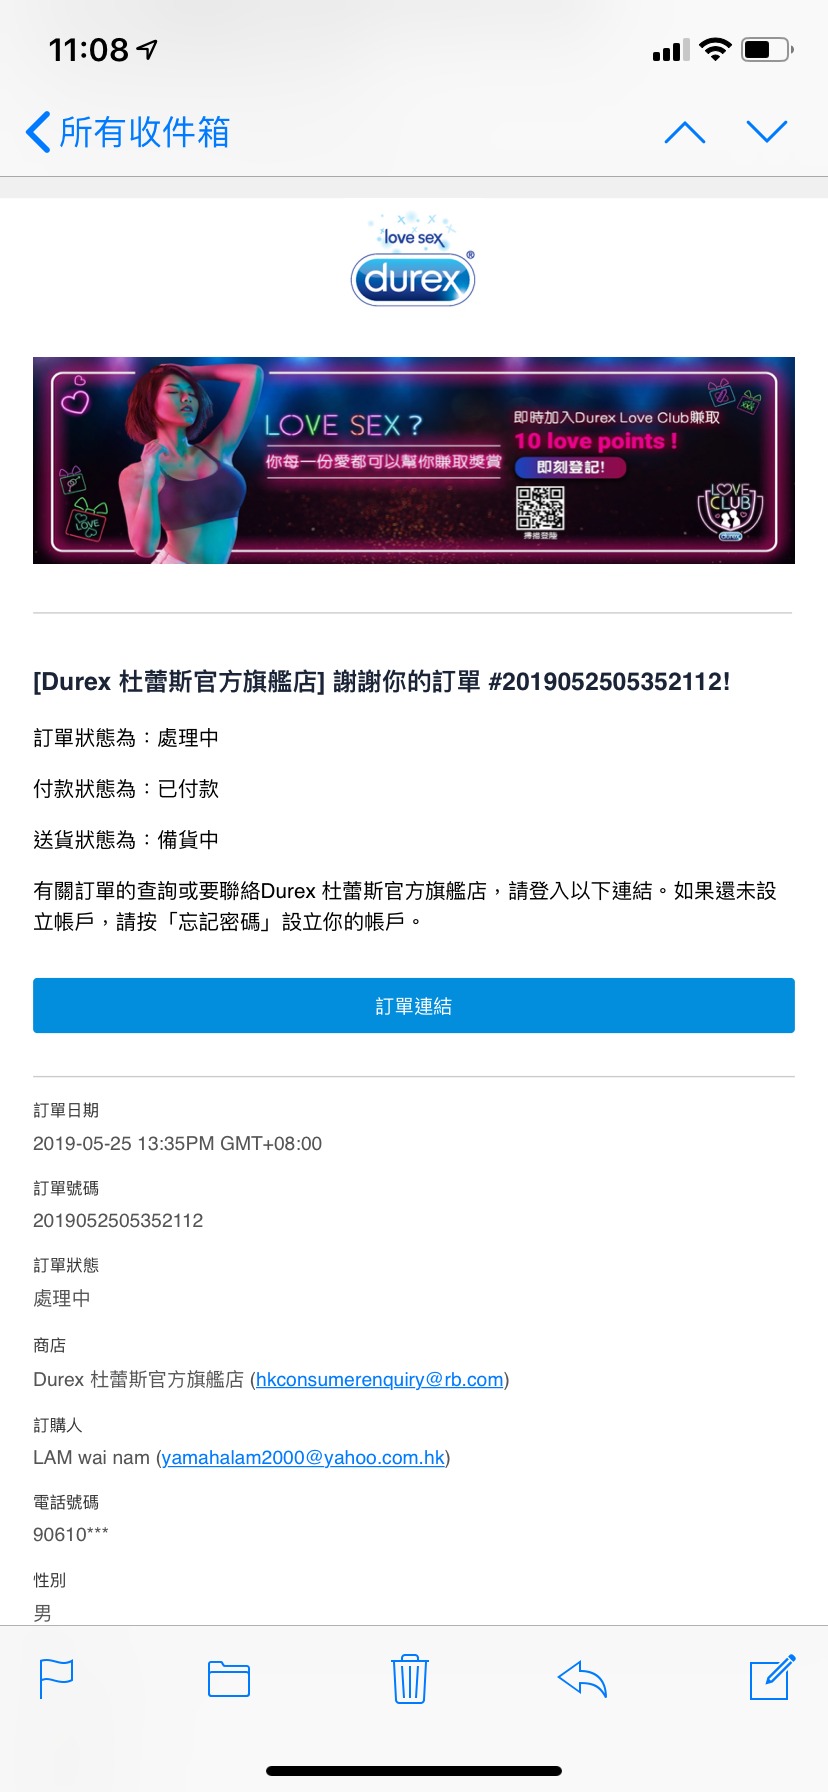 11:08
所有收件箱
love sex
durex®
LOVE SEX ?
你每一份愛都可以幫你賺取獎賞
即時加入Durex Love Club賺取
10 love points !
即刻登記!
掃描登陸
LOVE
CLUB
durex
LOVE
XXX
[Durex 杜蕾斯官方旗艦店] 謝謝你的訂單 #2019052505352112!
訂單狀態為：處理中
付款狀態為：已付款
送貨狀態為：備貨中
有關訂單的查詢或要聯絡Durex 杜蕾斯官方旗艦店，請登入以下連結。如果還未設
立帳戶，請按「忘記密碼」設立你的帳戶。
訂單連結
訂單日期
2019-05-25 13:35PM GMT+08:00
訂單號碼
2019052505352112
訂單狀態
處理中
商店
Durex 杜蕾斯官方旗艦店 (hkconsumerenquiry@rb.com)
訂購人
LAM wai nam (yamahalam2000@yahoo.com.hk)
電話號碼
90610***
性別
男